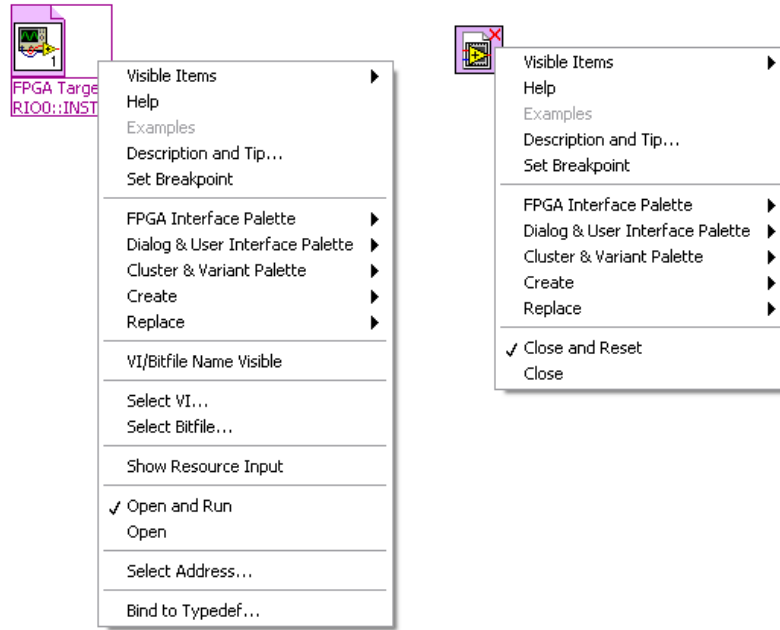 1
FPGA Targe
RIO0::INST
Visible Items
Help
Examples
Description and Tip...
Set Breakpoint
FPGA Interface Palette
Dialog & User Interface Palette
Cluster & Variant Palette
Create
Replace
VI/Bitfile Name Visible
Select VI...
Select Bitfile...
Show Resource Input
Open and Run
Open
Select Address...
Bind to Typedef...
Visible Items
Help
Examples
Description and Tip...
Set Breakpoint
FPGA Interface Palette
Dialog & User Interface Palette
Cluster & Variant Palette
Create
Replace
Close and Reset
Close